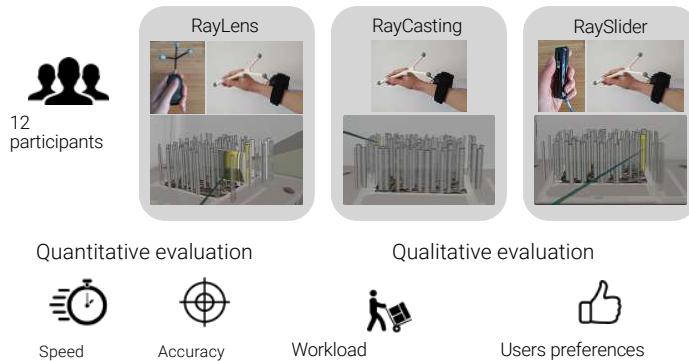 RayLens
RayCasting
RaySlider
12
participants
Quantitative evaluation
Qualitative evaluation
Speed
Accuracy
Workload
Users preferences